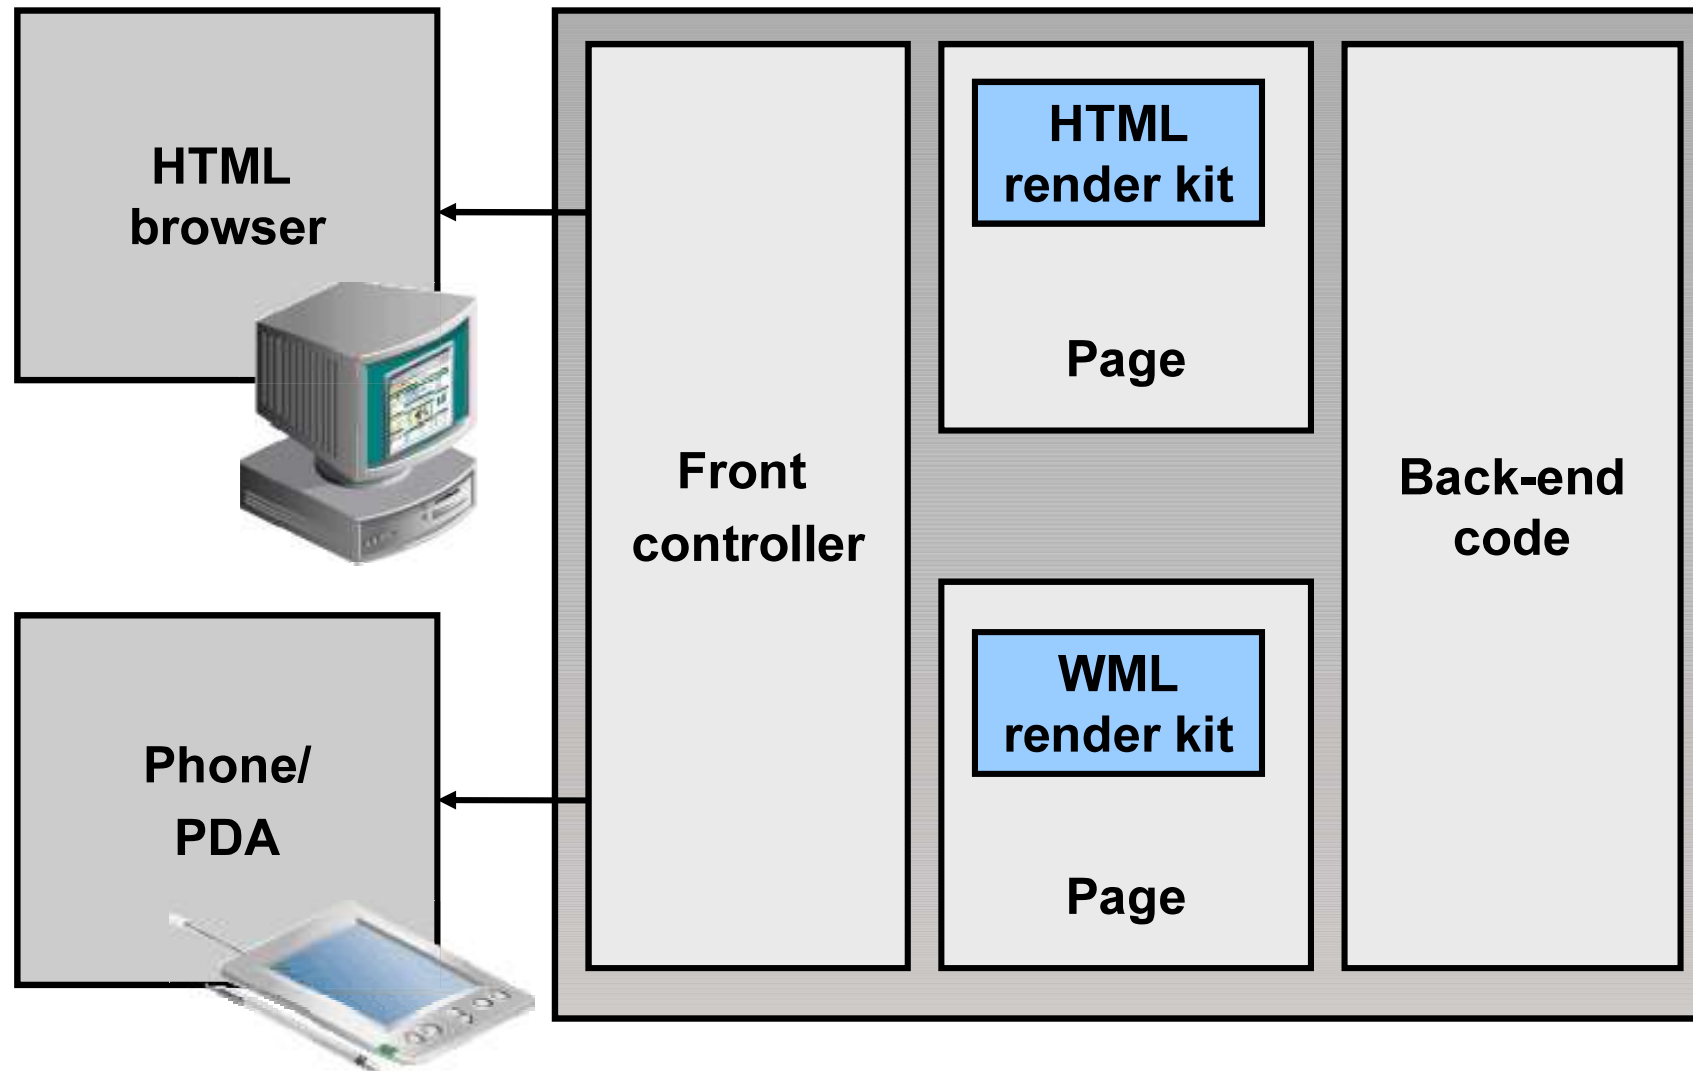 HTML
browser
Phone/
PDA
Front
controller
HTML
render kit
Page
WML
render kit
Page
Back-end
code